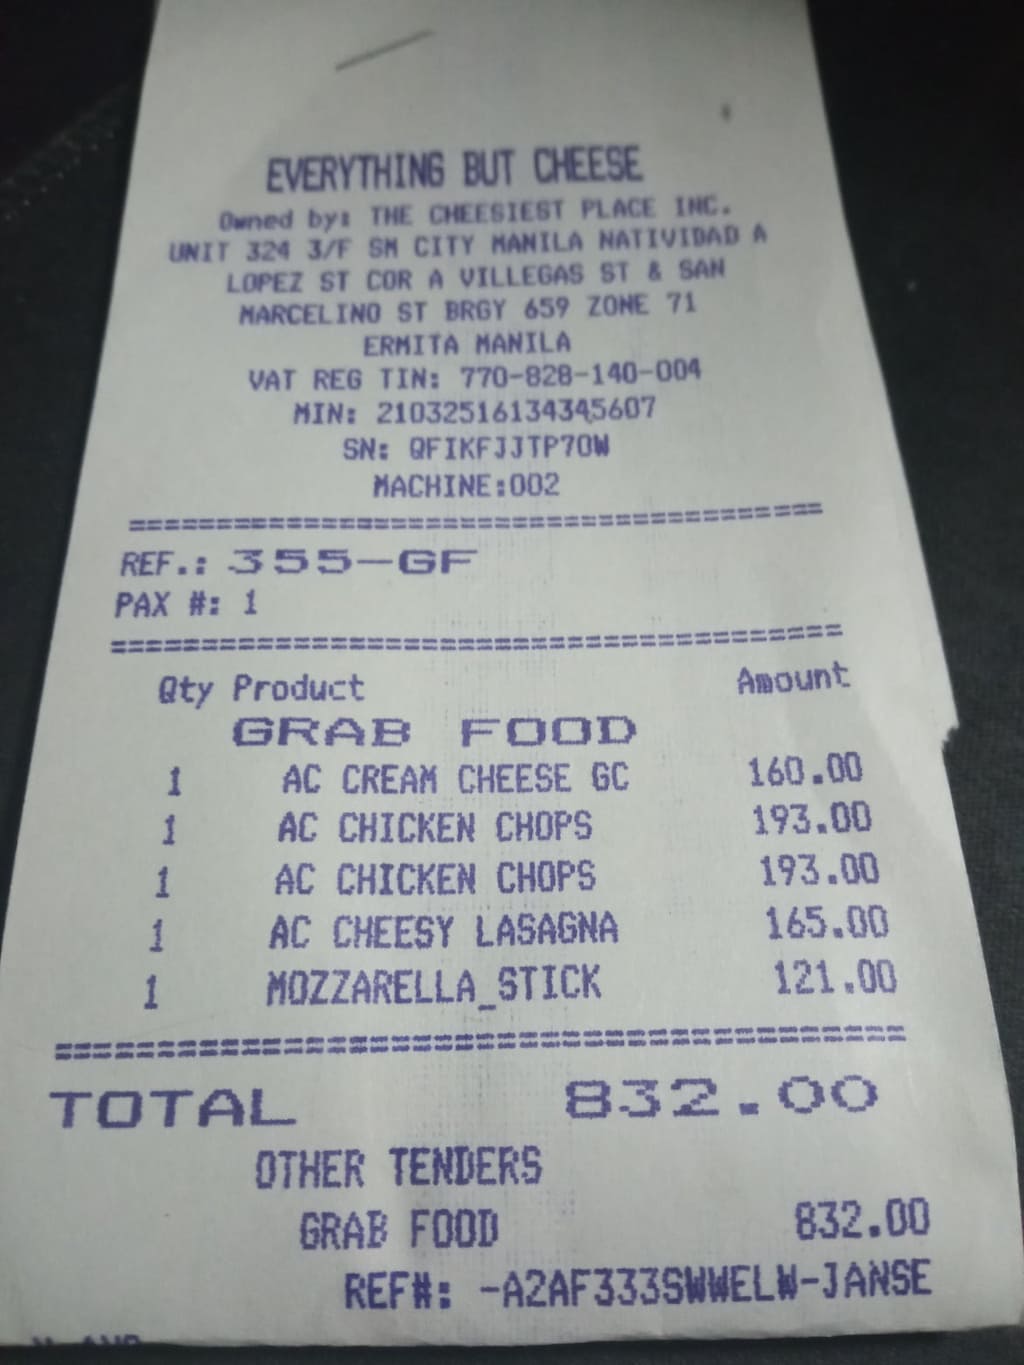 EVERYTHING BUT CHEESE
Owned by: THE CHEESIEST PLACE INC.
UNIT 324 3/F SM CITY MANILA NATIVIDAD A
LOPEZ ST COR A VILLEGAS ST & SAN
MARCELINO ST BRGY 659 ZONE 71
ERMITA MANILA
VAT REG TIN: 770-828-140-004
MIN: 21032516134345607
SN: QFIKFJJTP70W
MACHINE:002
========================================
REF.: 355-GF
PAX #: 1
========================================
Qty Product Amount
GRAB FOOD
1 AC CREAM CHEESE GC 160.00
1 AC CHICKEN CHOPS 193.00
1 AC CHICKEN CHOPS 193.00
1 AC CHEESY LASAGNA 165.00
1 MOZZARELLA_STICK 121.00
========================================
TOTAL 832.00
OTHER TENDERS
GRAB FOOD 832.00
REF#: -A2AF333SWWELW-JANSE